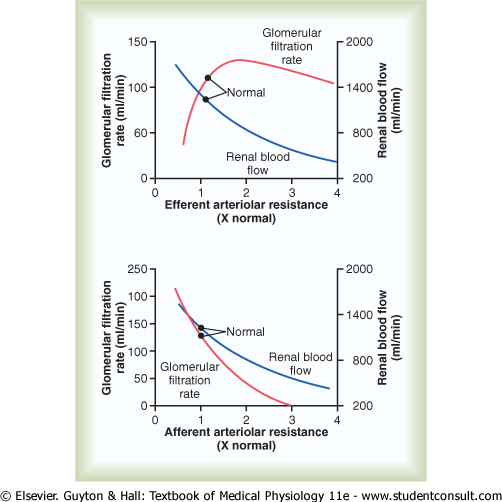 150
100
60
0
Glomerular filtration
rate (ml/min)
Glomerular
filtration
rate
Normal
Renal blood
flow
2000
1400
800
200
Renal blood flow
(ml/min)
0
1
2
3
4
Efferent arteriolar resistance
(X normal)
250
200
150
100
50
0
Glomerular filtration
rate (ml/min)
Normal
Renal blood
flow
Glomerular
filtration
rate
2000
1400
800
200
Renal blood flow
(ml/min)
0
1
2
3
4
Afferent arteriolar resistance
(X normal)
© Elsevier. Guyton & Hall: Textbook of Medical Physiology 11e - www.studentconsult.com